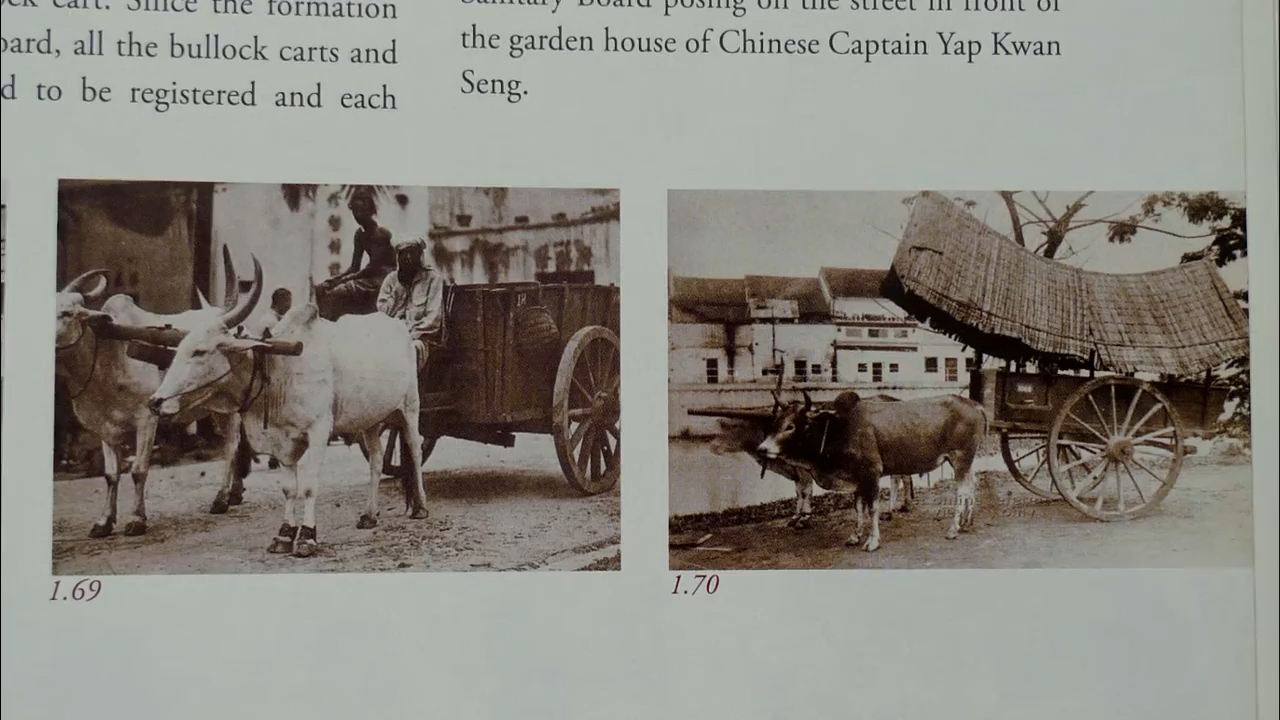 ck cart. Since the formation
oard, all the bullock carts and
d to be registered and each
Sanitary Board posing on the street in front of
the garden house of Chinese Captain Yap Kwan
Seng.
1.69
1.70